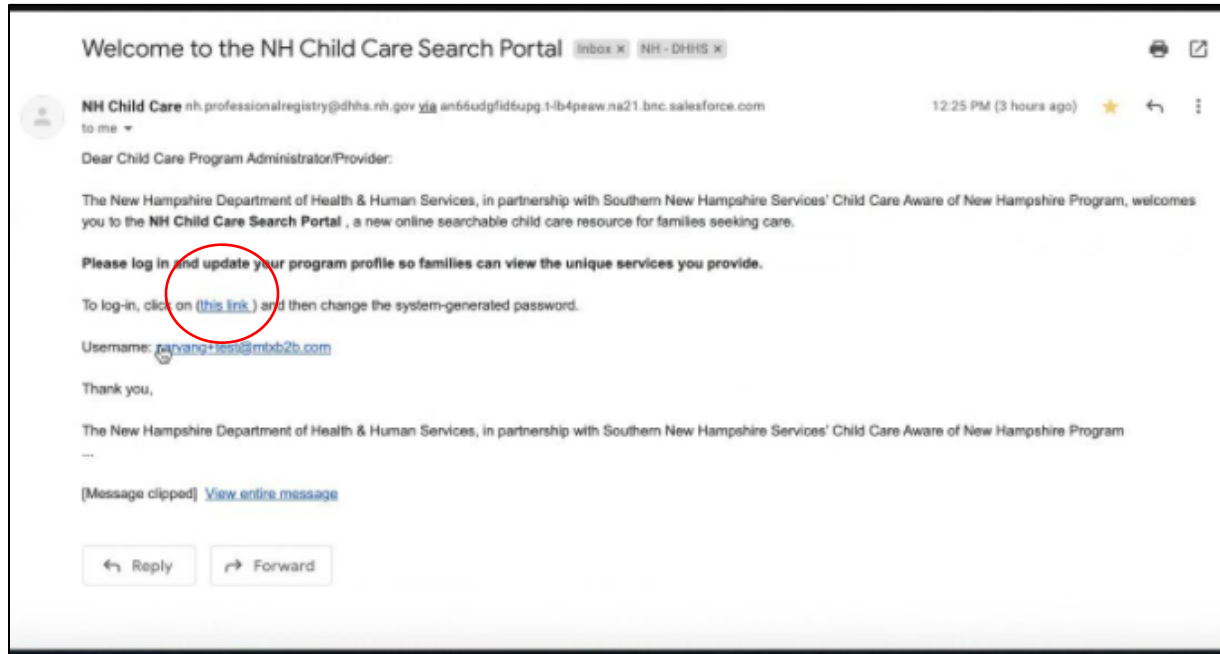 Welcome to the NH Child Care Search Portal Inbox × NH - DHHS ×
NH Child Care nh.professionalregistry@dhhs.nh.gov via an66udgfid6upg.t-lb4peaw.na21.bnc.salesforce.com 12:25 PM (3 hours ago)
to me
Dear Child Care Program Administrator/Provider:
The New Hampshire Department of Health & Human Services, in partnership with Southern New Hampshire Services' Child Care Aware of New Hampshire Program, welcomes
you to the NH Child Care Search Portal , a new online searchable child care resource for families seeking care.
Please log in and update your program profile so families can view the unique services you provide.
To log-in, click on (this link ) and then change the system-generated password.
Username: parvang+test@mtxb2b.com
Thank you,
The New Hampshire Department of Health & Human Services, in partnership with Southern New Hampshire Services' Child Care Aware of New Hampshire Program
...
[Message clipped] View entire message
Reply Forward